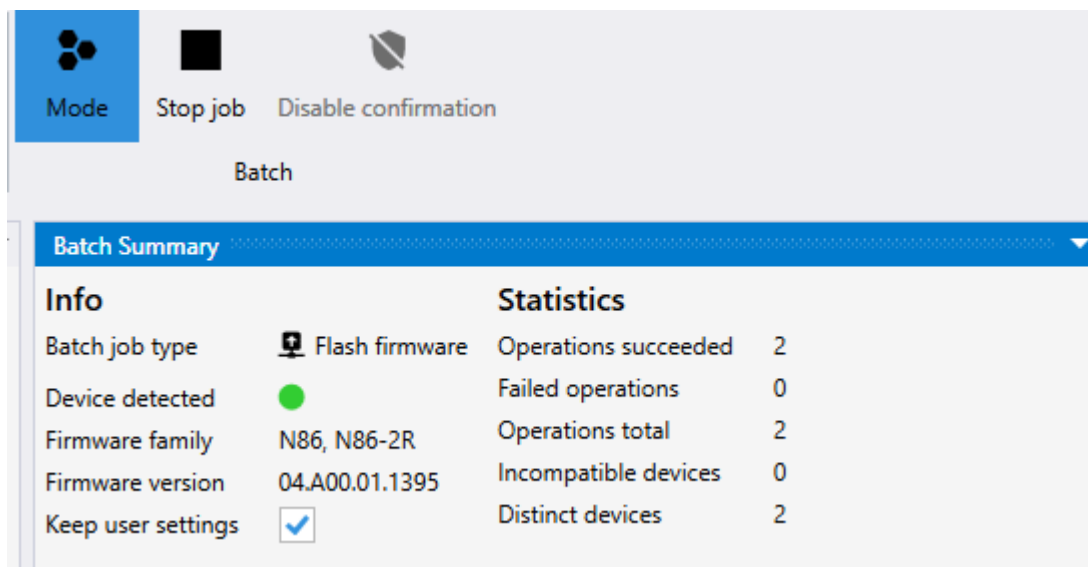 Mode
Stop job
Disable confirmation
Batch
Batch Summary
Info
Batch job type Flash firmware
Device detected
Firmware family N86, N86-2R
Firmware version 04.A00.01.1395
Keep user settings
Statistics
Operations succeeded 2
Failed operations 0
Operations total 2
Incompatible devices 0
Distinct devices 2